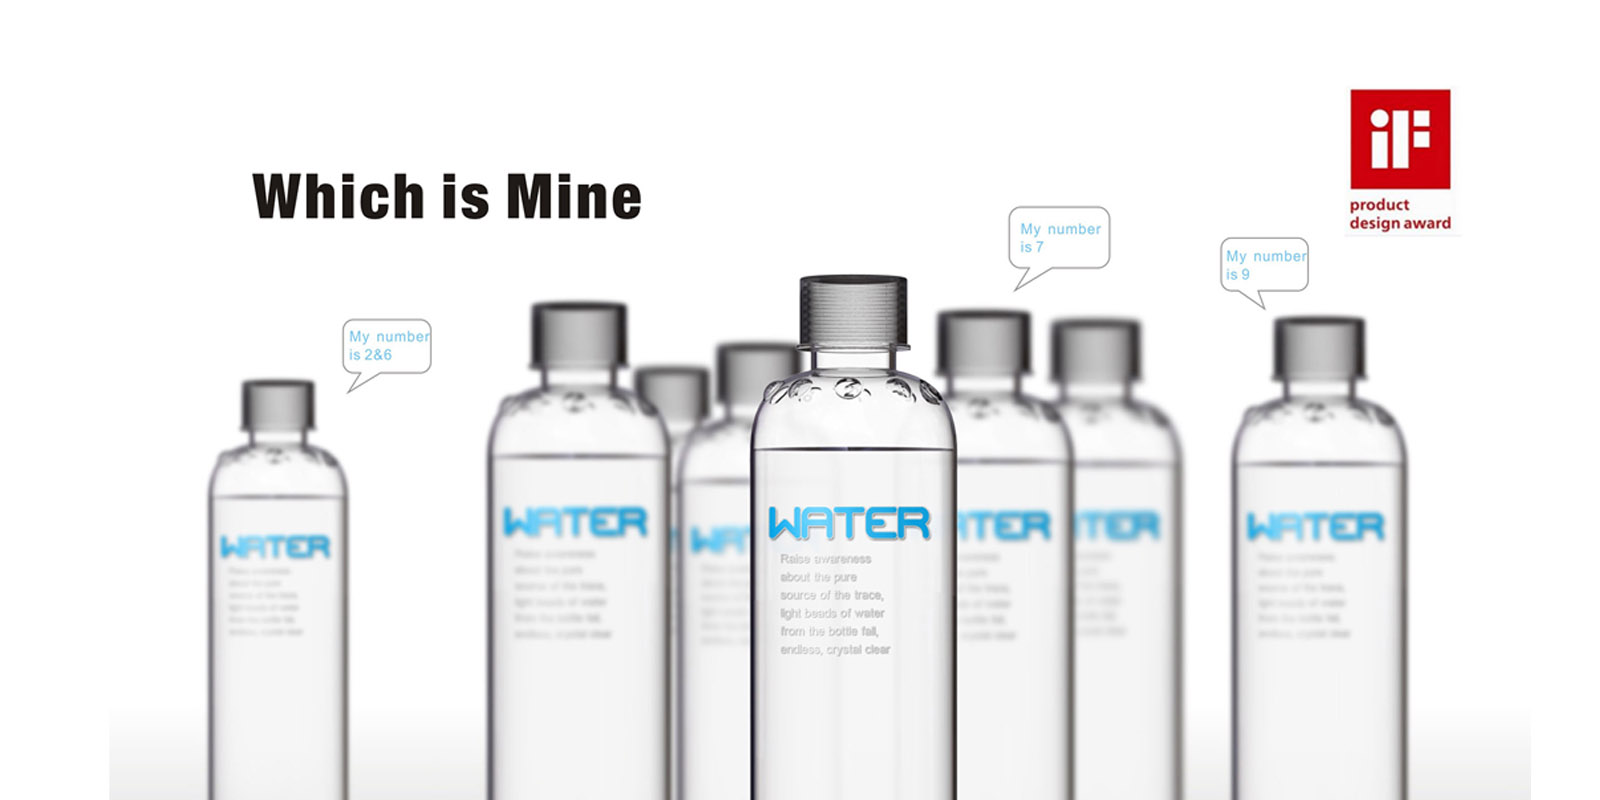 Which is Mine
iF
product
design award
My number
is 7
My number
is 9
My number
is 2&6
2
WATER
WATER
WATER
WATER
WATER
Raise awareness
about the pure
source of the trace,
light beads of water
from the bottle fall,
endless, crystal clear